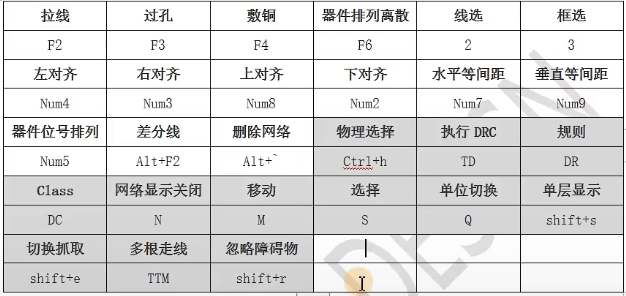 拉线 过孔 敷铜 器件排列离散 线选 框选
F2 F3 F4 F6 2 3
左对齐 右对齐 上对齐 下对齐 水平等间距 垂直等间距
Num4 Num3 Num8 Num2 Num7 Num9
器件位号排列 差分线 删除网络 物理选择 执行 DRC 规则
Num5 Alt+F2 Alt+` Ctrl+h TD DR
Class 网络显示关闭 移动 选择 单位切换 单层显示
DC N M S Q shift+s
切换抓取 多根走线 忽略障碍物
shift+e TTM shift+r